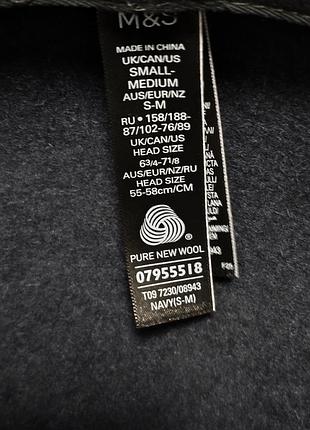 M&S
MADE IN CHINA
UK/CAN/US
SMALL-
MEDIUM
AUS/EUR/NZ
S-M
RU • 158/188-
87/102-76/89
UK/CAN/US
HEAD SIZE
6¾-7⅛
AUS/EUR/NZ/RU
HEAD SIZE
55-58cm/CM
PURE NEW WOOL
07955518
T09 7230/08943
NAVY(S-M)